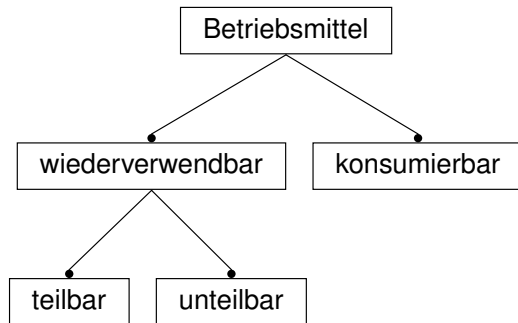 Betriebsmittel
wiederverwendbar
konsumierbar
teilbar
unteilbar